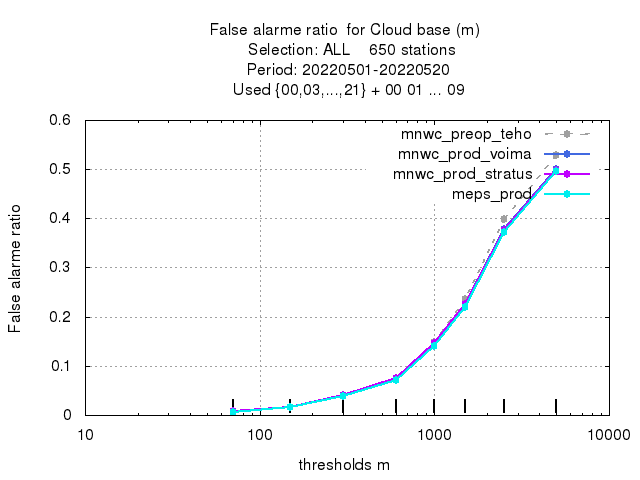 False alarme ratio  for Cloud base (m)
Selection: ALL    650 stations
Period: 20220501-20220520
Used {00,03,...,21} + 00 01 ... 09
mnwc_preop_teho
mnwc_prod_voima
mnwc_prod_stratus
meps_prod
False alarme ratio
0.6
0.5
0.4
0.3
0.2
0.1
0
10
100
1000
10000
thresholds m